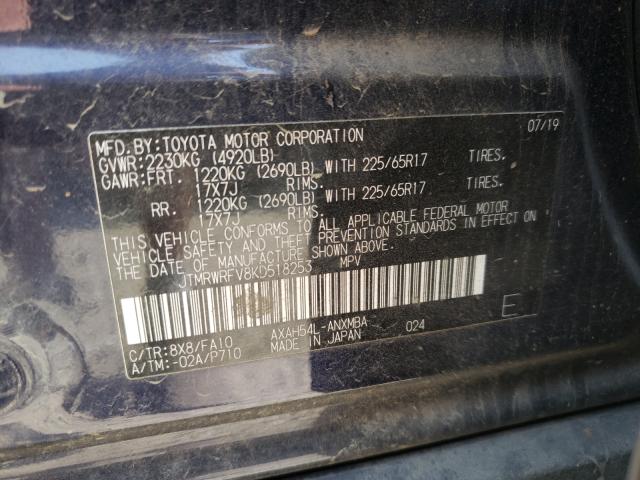 MFD.BY:TOYOTA MOTOR CORPORATION 07/19
GVWR:2230KG (4920LB)
GAWR:FRT. 1220KG (2690LB) WITH 225/65R17 TIRES.
17X7J RIMS.
RR. 1220KG (2690LB) WITH 225/65R17 TIRES.
17X7J RIMS.
THIS VEHICLE CONFORMS TO ALL APPLICABLE FEDERAL MOTOR
VEHICLE SAFETY AND THEFT PREVENTION STANDARDS IN EFFECT ON
THE DATE OF MANUFACTURE SHOWN ABOVE.
JTMRWRFV8KD518253 MPV
C/TR:8X8/FA10 AXAH54L-ANXMBA 024 E
A/TM:-02A/P710 MADE IN JAPAN